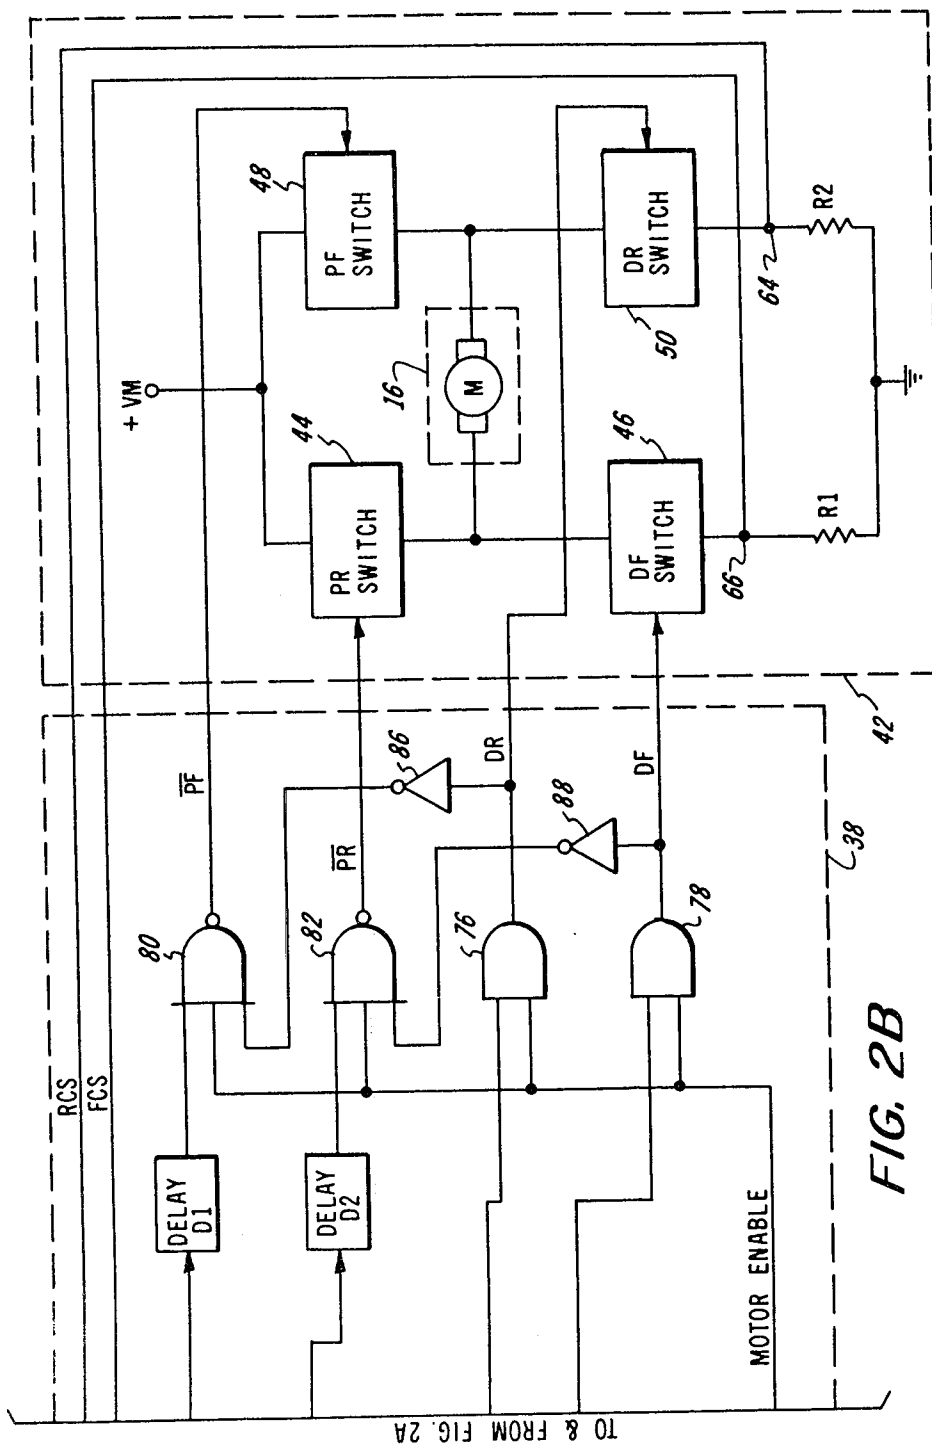 RCS
FCS
+ VM
PF
48
PF
SWITCH
44
PR
SWITCH
80
DELAY
D1
PR
82
DELAY
D2
86
16
M
DR
76
50
DR
SWITCH
88
46
DF
SWITCH
DF
78
64
66
R2
R1
MOTOR ENABLE
38
42
TO & FROM FIG. 2A
FIG. 2B